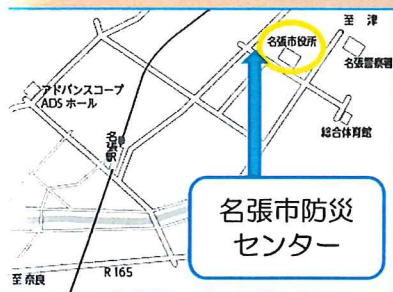 至 津
名張市役所
名張警察署
アドバンスコープ
ADS ホール
名張駅
総合体育館
名張市防災
センター
至 奈良
R 165